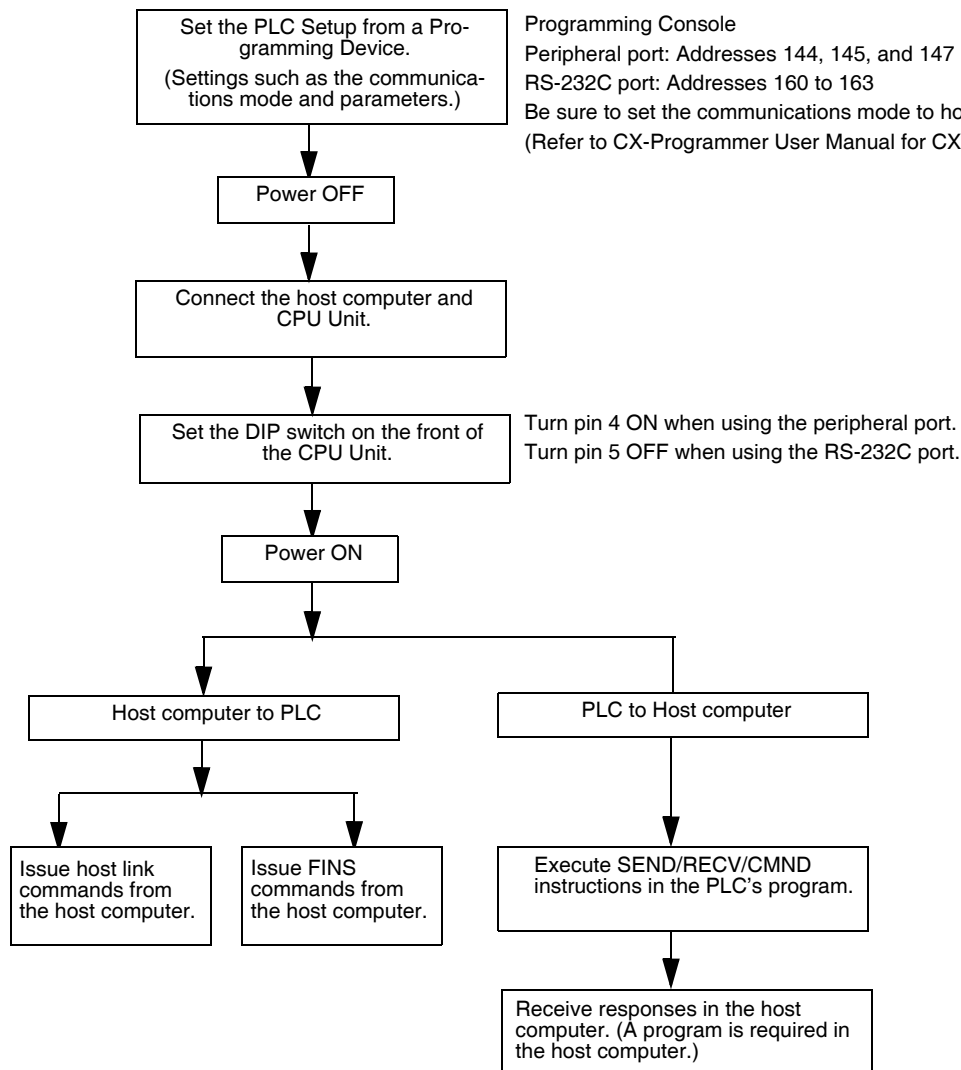 Set the PLC Setup from a Pro-
gramming Device.
(Settings such as the communica-
tions mode and parameters.)
Programming Console
Peripheral port: Addresses 144, 145, and 147
RS-232C port: Addresses 160 to 163
Be sure to set the communications mode to
(Refer to CX-Programmer User Manual for
Power OFF
Connect the host computer and
CPU Unit.
Set the DIP switch on the front of
the CPU Unit.
Turn pin 4 ON when using the peripheral port.
Turn pin 5 OFF when using the RS-232C port.
Power ON
Host computer to PLC
PLC to Host computer
Issue host link
commands from
the host computer.
Issue FINS
commands from
the host computer.
Execute SEND/RECV/CMND
instructions in the PLC's program.
Receive responses in the host
computer. (A program is required in
the host computer.)